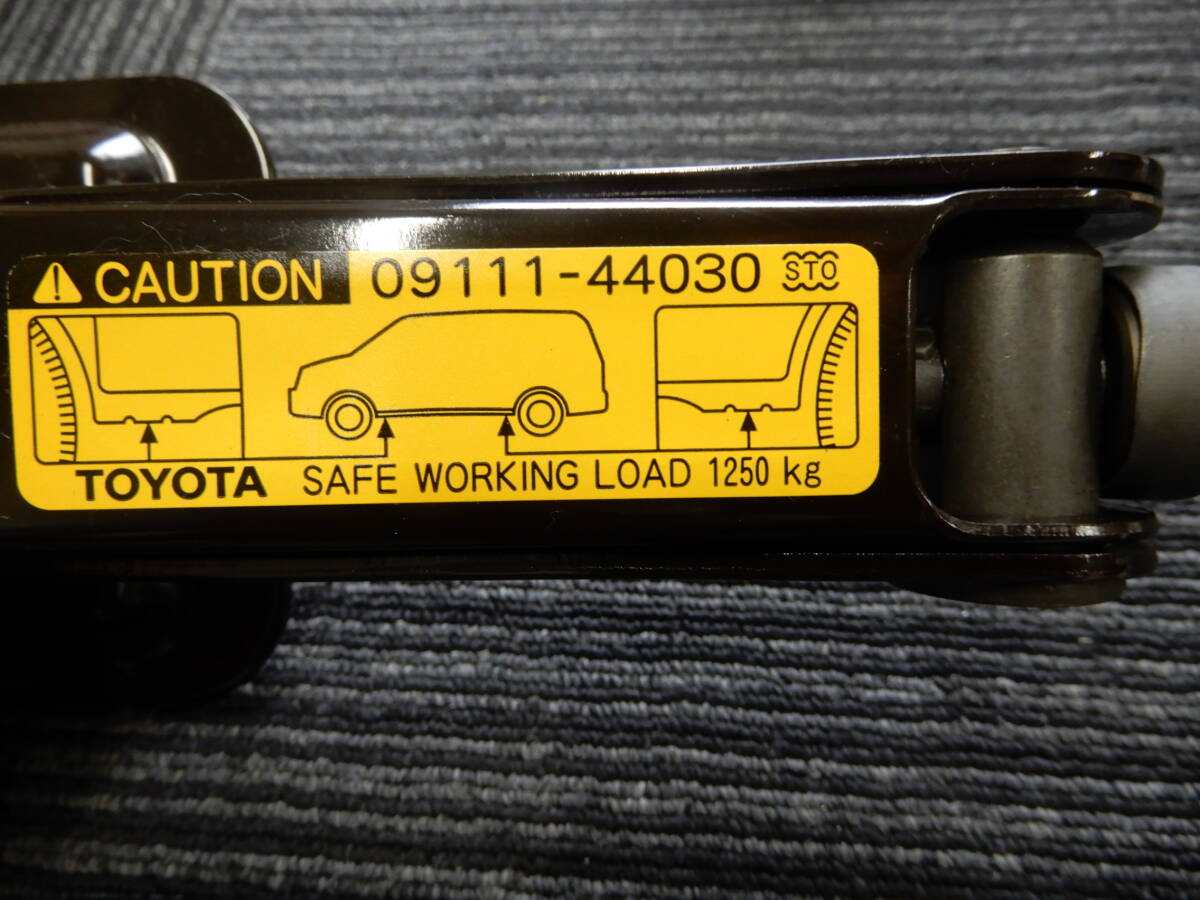 CAUTION 09111-44030 STO
TOYOTA SAFE WORKING LOAD 1250 kg